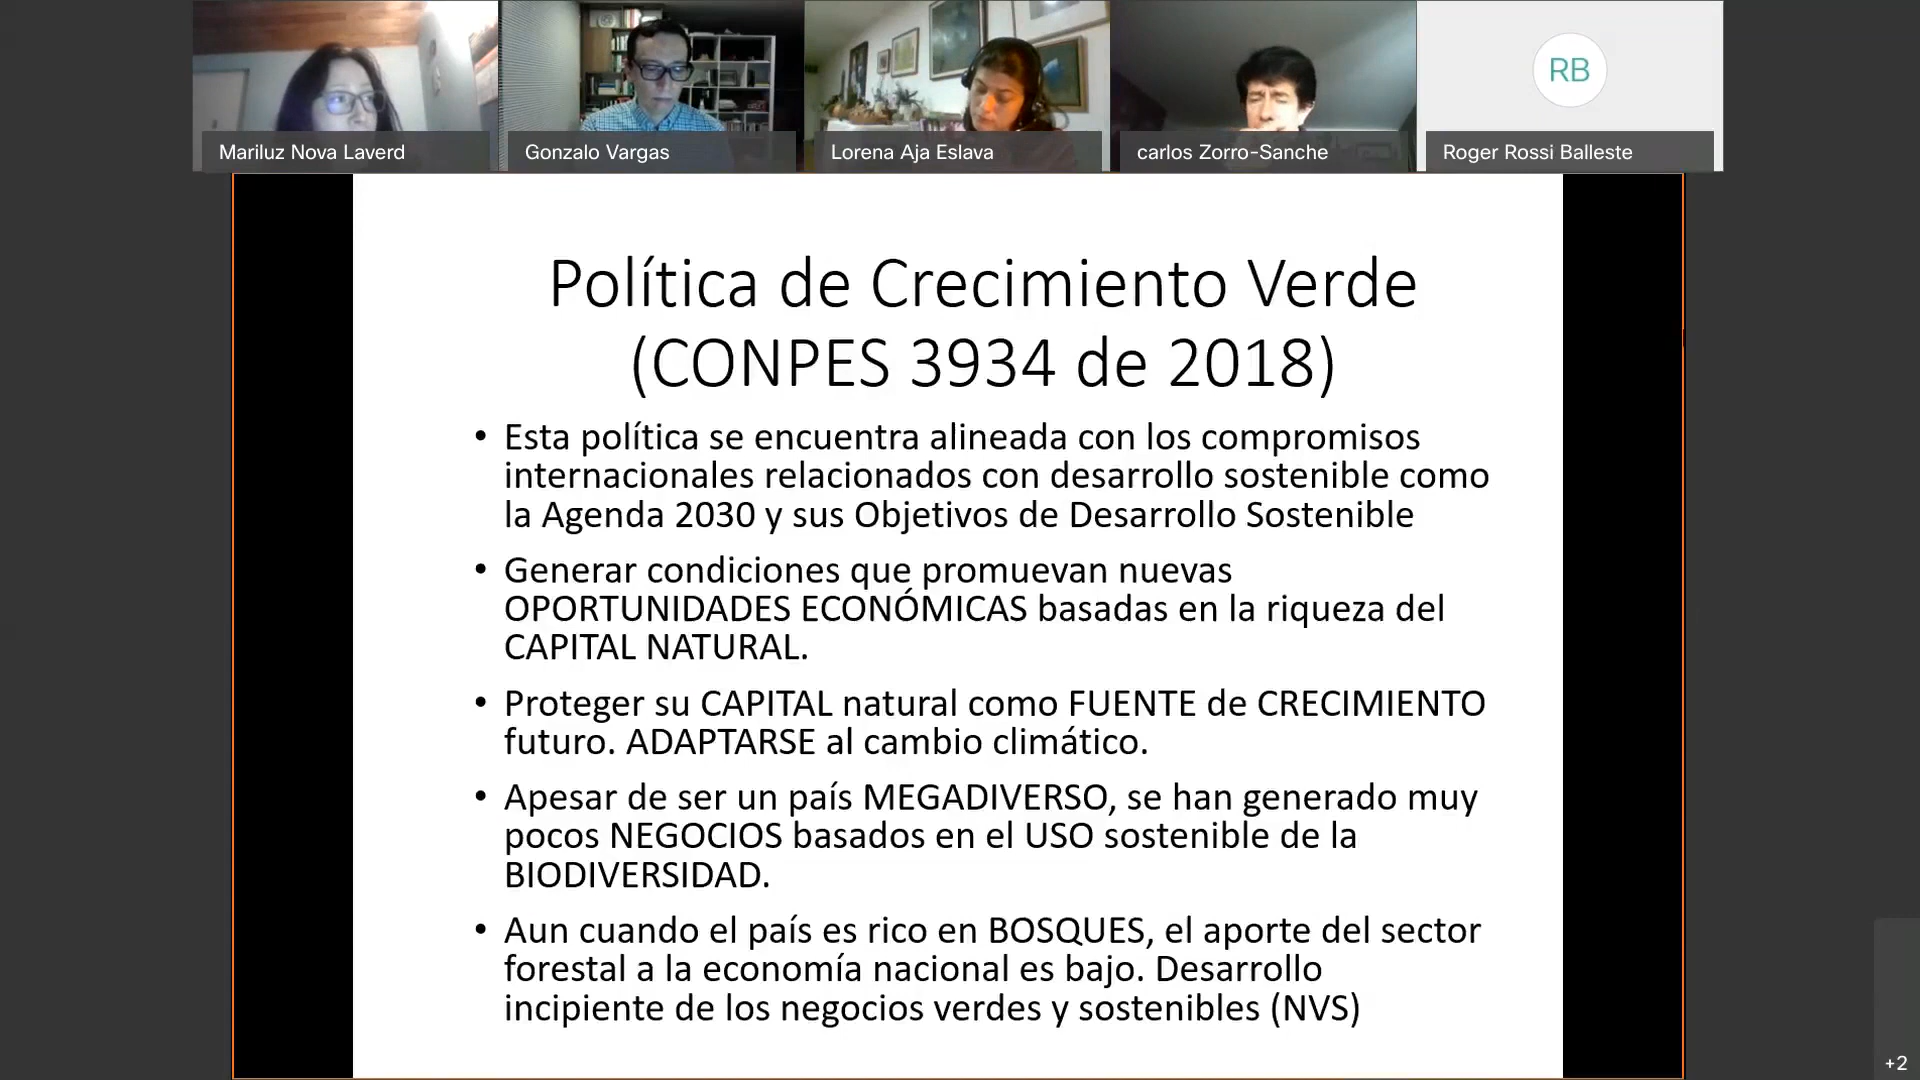 Mariluz Nova Laverd
Gonzalo Vargas
Lorena Aja Eslava
carlos Zorro-Sanche
RB
Roger Rossi Balleste
Política de Crecimiento Verde
(CONPES 3934 de 2018)
• Esta política se encuentra alineada con los compromisos
internacionales relacionados con desarrollo sostenible como
la Agenda 2030 y sus Objetivos de Desarrollo Sostenible
• Generar condiciones que promuevan nuevas
OPORTUNIDADES ECONÓMICAS basadas en la riqueza del
CAPITAL NATURAL.
• Proteger su CAPITAL natural como FUENTE de CRECIMIENTO
futuro. ADAPTARSE al cambio climático.
• Apesar de ser un país MEGADIVERSO, se han generado muy
pocos NEGOCIOS basados en el USO sostenible de la
BIODIVERSIDAD.
• Aun cuando el país es rico en BOSQUES, el aporte del sector
forestal a la economía nacional es bajo. Desarrollo
incipiente de los negocios verdes y sostenibles (NVS)
+2